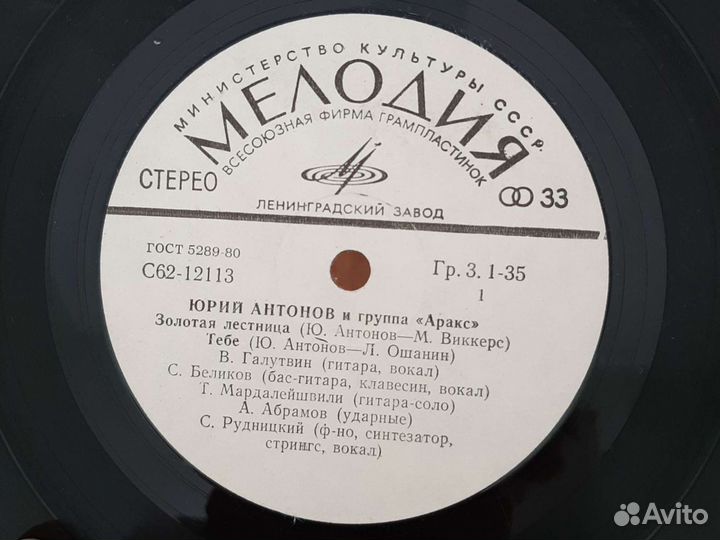 МИНИСТЕРСТВО КУЛЬТУРЫ СССР.
МЕЛОДИЯ
ВСЕСОЮЗНАЯ ФИРМА ГРАМПЛАСТИНОК
СТЕРЕО
33
ЛЕНИНГРАДСКИЙ ЗАВОД
ГОСТ 5289-80
С62-12113
Гр. 3. 1-35
1
ЮРИЙ АНТОНОВ и группа «Аракс»
Золотая лестница (Ю. Антонов—М. Виккерс)
Тебе (Ю. Антонов—Л. Ошанин)
В. Галутвин (гитара, вокал)
С. Беликов (бас-гитара, клавесин, вокал)
Т. Мардалейшвили (гитара-соло)
А. Абрамов (ударные)
С. Рудницкий (ф-но, синтезатор,
стрингс, вокал)
Avito